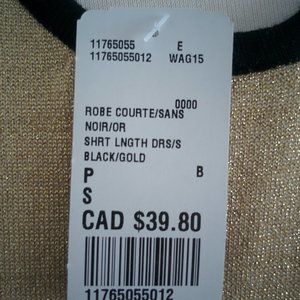 11765055 E
11765055012 WAG15
0000
ROBE COURTE/SANS
NOIR/OR
SHRT LNGTH DRS/S
BLACK/GOLD
P B
S
CAD $39.80
11765055012